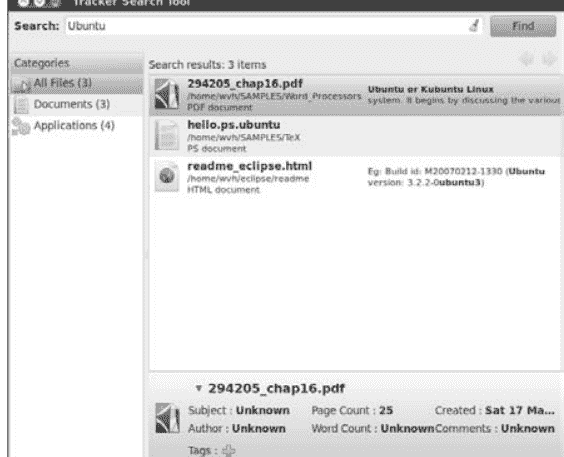 Tracker Search Tool
Search: Ubuntu Find
Categories
All Files (3)
Documents (3)
Applications (4)
Search results: 3 items
294205_chap16.pdf
/home/wvh/SAMPLES/Word_Processors
PDF document
Ubuntu or Kubuntu Linux
system. It begins by discussing the various
hello.ps.ubuntu
/home/wvh/SAMPLES/TeX
PS document
readme_eclipse.html
/home/wvh/eclipse/readme
HTML document
Eg: Build id: M20070212-1330 (Ubuntu
version: 3.2.2-0ubuntu3)
294205_chap16.pdf
Subject : Unknown Page Count : 25 Created : Sat 17 Ma...
Author : Unknown Word Count : Unknown Comments : Unknown
Tags :